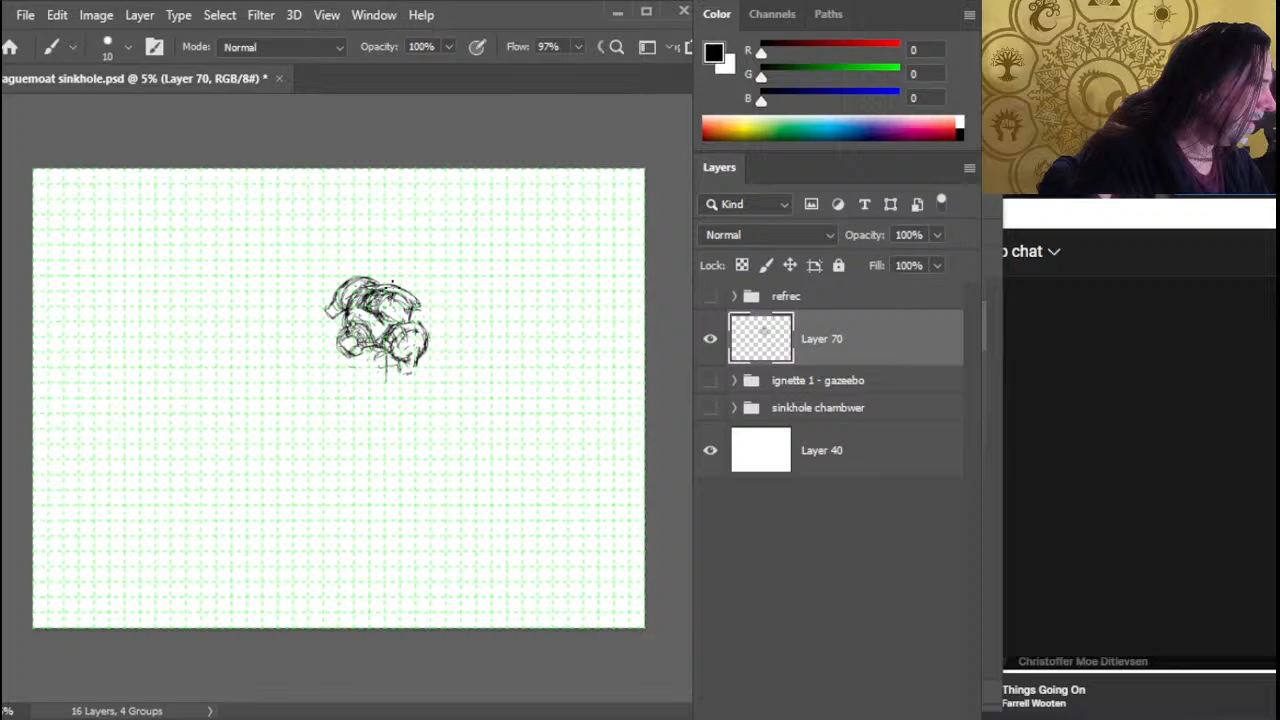 File Edit Image Layer Type Select Filter 3D View Window Help
10 Mode: Normal Opacity: 100% Flow: 97%
aguemoat sinkhole.psd @ 5% (Layer 70, RGB/8#) *
Color Channels Paths
R 0
G 0
B 0
Layers
Kind
Normal Opacity: 100%
Lock: Fill: 100%
refrec
Layer 70
ignette 1 - gazeebo
sinkhole chambwer
Layer 40
p chat
Christoffer Moe Ditlevsen
Things Going On
Farrell Wooten
% 16 Layers, 4 Groups